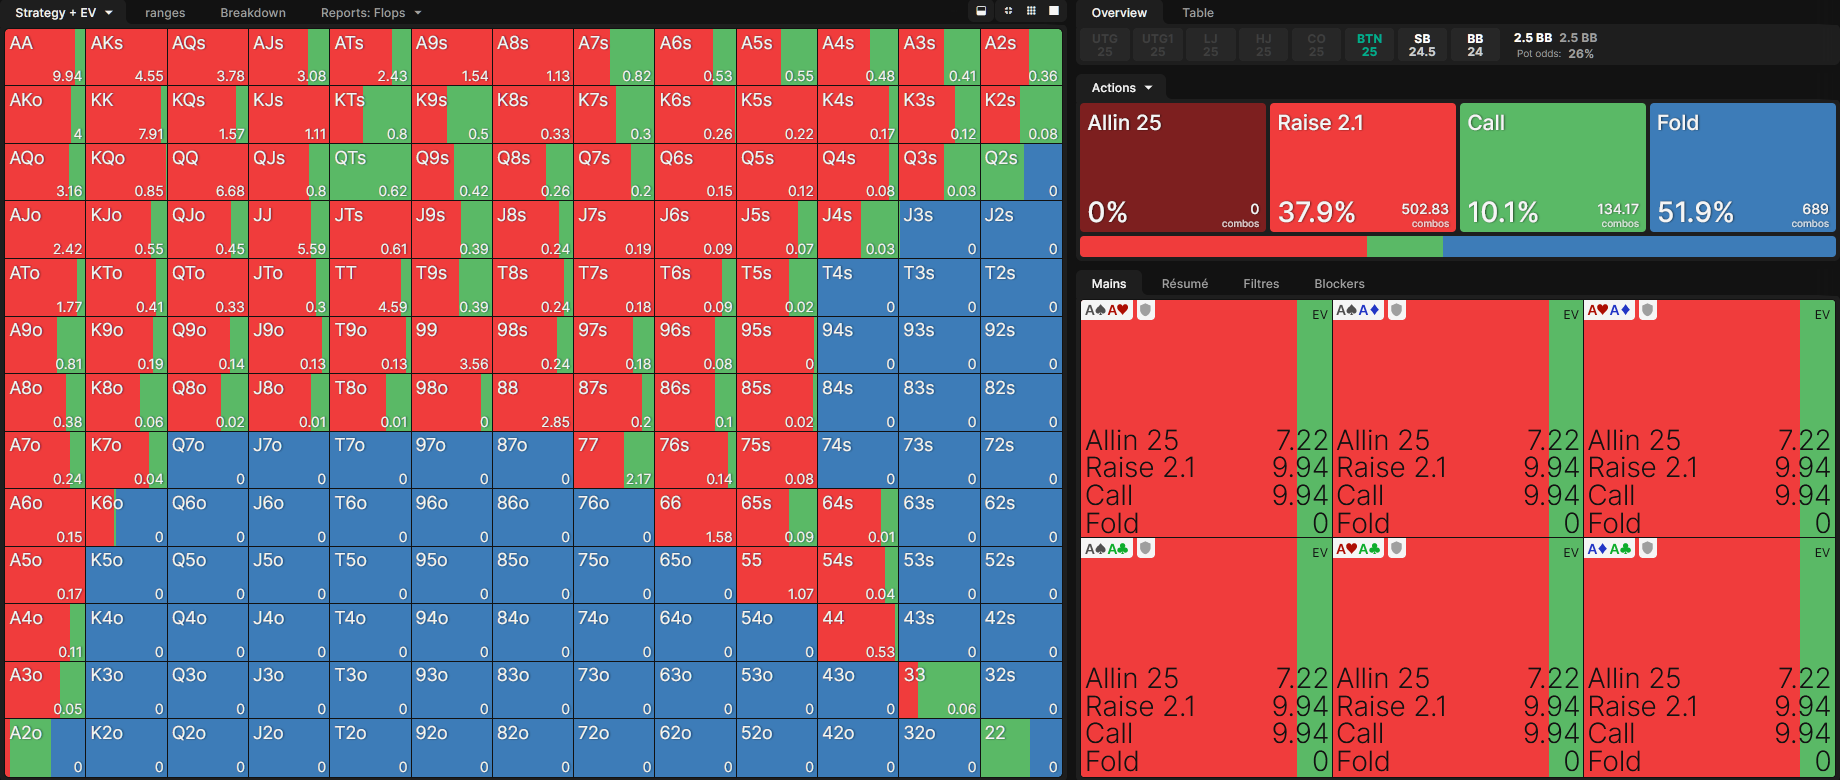 Strategy + EV ranges Breakdown Reports: Flops
AA AKs AQs AJs ATs A9s A8s A7s A6s A5s A4s A3s A2s
9.94 4.55 3.78 3.08 2.43 1.54 1.13 0.82 0.53 0.55 0.48 0.41 0.36
AKo KK KQs KJs KTs K9s K8s K7s K6s K5s K4s K3s K2s
4 7.91 1.57 1.11 0.8 0.5 0.33 0.3 0.26 0.22 0.17 0.12 0.08
AQo KQo QQ QJs QTs Q9s Q8s Q7s Q6s Q5s Q4s Q3s Q2s
3.16 0.85 6.68 0.8 0.62 0.42 0.26 0.2 0.15 0.12 0.08 0.03 0
AJo KJo QJo JJ JTs J9s J8s J7s J6s J5s J4s J3s J2s
2.42 0.55 0.45 5.59 0.61 0.39 0.24 0.19 0.09 0.07 0.03 0 0
ATo KTo QTo JTo TT T9s T8s T7s T6s T5s T4s T3s T2s
1.77 0.41 0.33 0.3 4.59 0.39 0.24 0.18 0.09 0.02 0 0 0
A9o K9o Q9o J9o T9o 99 98s 97s 96s 95s 94s 93s 92s
0.81 0.19 0.14 0.13 0.13 3.56 0.24 0.18 0.08 0 0 0 0
A8o K8o Q8o J8o T8o 98o 88 87s 86s 85s 84s 83s 82s
0.38 0.06 0.02 0.01 0.01 0 2.85 0.2 0.1 0.02 0 0 0
A7o K7o Q7o J7o T7o 97o 87o 77 76s 75s 74s 73s 72s
0.24 0.04 0 0 0 0 0 2.17 0.14 0.08 0 0 0
A6o K6o Q6o J6o T6o 96o 86o 76o 66 65s 64s 63s 62s
0.15 0 0 0 0 0 0 0 1.58 0.09 0.01 0 0
A5o K5o Q5o J5o T5o 95o 85o 75o 65o 55 54s 53s 52s
0.17 0 0 0 0 0 0 0 0 1.07 0.04 0 0
A4o K4o Q4o J4o T4o 94o 84o 74o 64o 54o 44 43s 42s
0.11 0 0 0 0 0 0 0 0 0 0.53 0 0
A3o K3o Q3o J3o T3o 93o 83o 73o 63o 53o 43o 33 32s
0.05 0 0 0 0 0 0 0 0 0 0 0.06 0
A2o K2o Q2o J2o T2o 92o 82o 72o 62o 52o 42o 32o 22
0 0 0 0 0 0 0 0 0 0 0 0 0
Overview Table
UTG UTG1 LJ HJ CO BTN SB BB 2.5 BB 2.5 BB
25 25 25 25 25 25 24.5 24 Pot odds: 26%
Actions
Allin 25 Raise 2.1 Call Fold
0% 0 combos 37.9% 502.83 combos 10.1% 134.17 combos 51.9% 689 combos
Mains Résumé Filtres Blockers
A♠A♥ EV A♠A♦ EV A♥A♦ EV
Allin 25 7.22 Allin 25 7.22 Allin 25 7.22
Raise 2.1 9.94 Raise 2.1 9.94 Raise 2.1 9.94
Call 9.94 Call 9.94 Call 9.94
Fold 0 Fold 0 Fold 0
A♠A♣ EV A♥A♣ EV A♦A♣ EV
Allin 25 7.22 Allin 25 7.22 Allin 25 7.22
Raise 2.1 9.94 Raise 2.1 9.94 Raise 2.1 9.94
Call 9.94 Call 9.94 Call 9.94
Fold 0 Fold 0 Fold 0